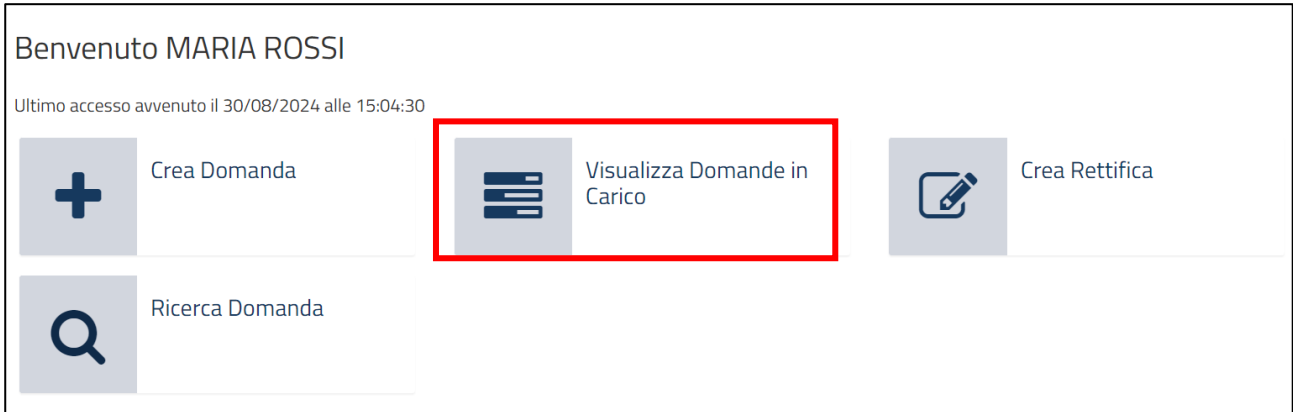 Benvenuto MARIA ROSSI
Ultimo accesso avvenuto il 30/08/2024 alle 15:04:30
Crea Domanda
Visualizza Domande in
Carico
Crea Rettifica
Ricerca Domanda